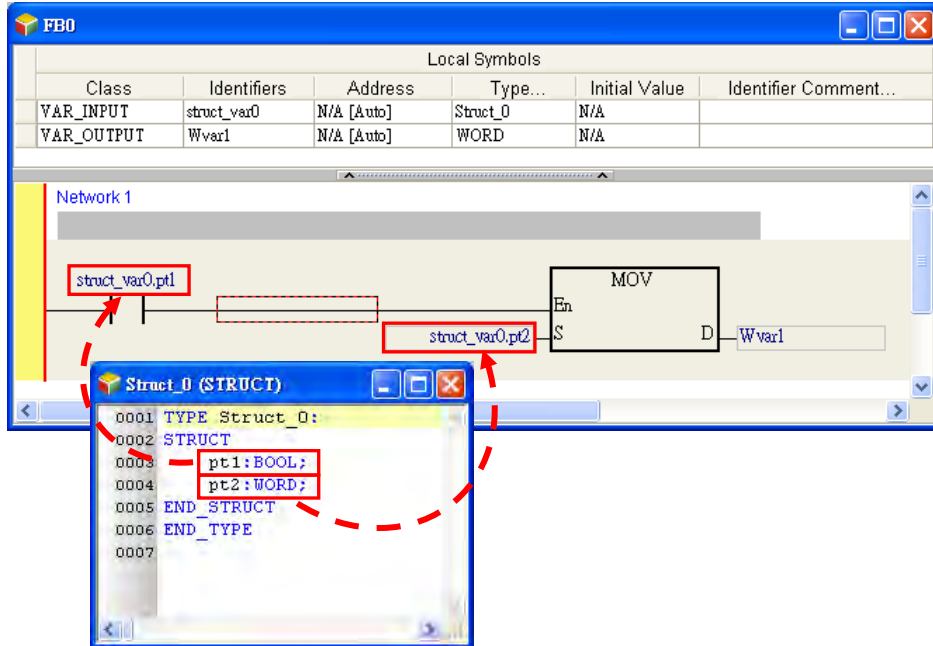 FB0
Local Symbols
Class Identifiers Address Type... Initial Value Identifier Comment...
VAR_INPUT struct_var0 N/A [Auto] Struct_0 N/A
VAR_OUTPUT Wvar1 N/A [Auto] WORD N/A
Network 1
struct_var0.pt1
MOV
En
struct_var0.pt2 S D Wvar1
Struct_0 (STRUCT)
0001 TYPE Struct_0:
0002 STRUCT
0003 pt1:BOOL;
0004 pt2:WORD;
0005 END_STRUCT
0006 END_TYPE
0007